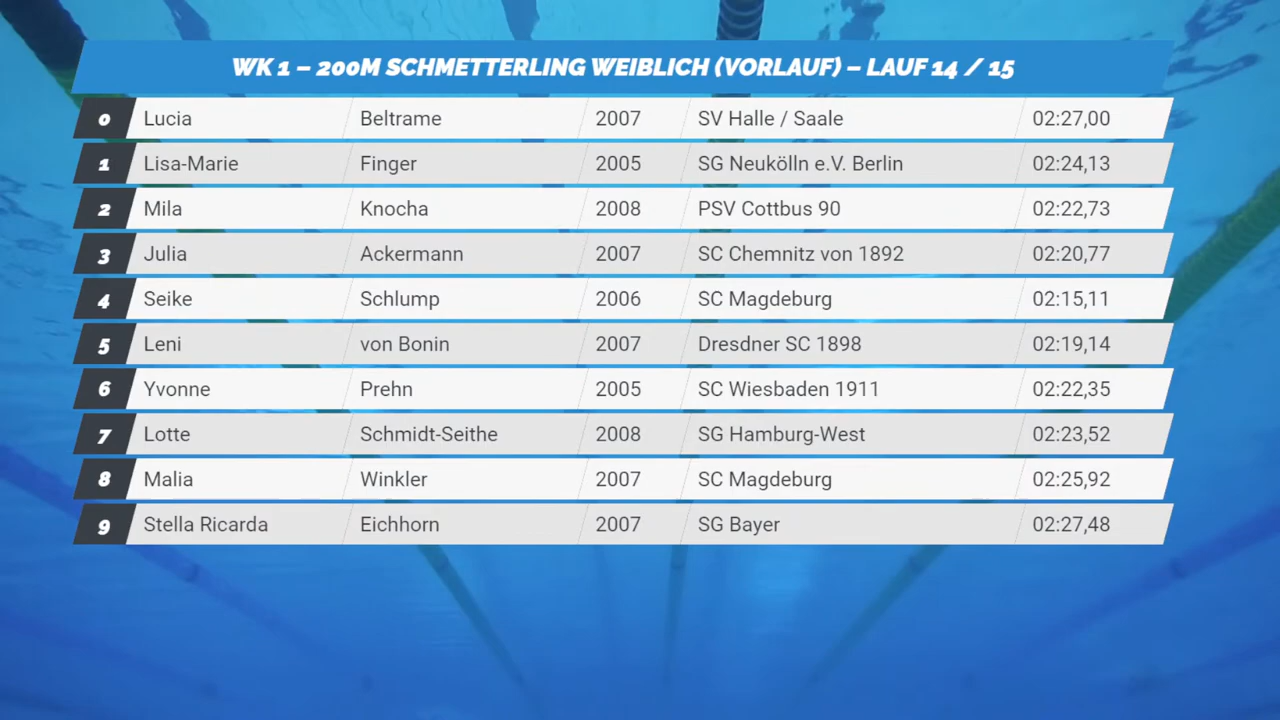 WK 1 – 200M SCHMETTERLING WEIBLICH (VORLAUF) – LAUF 14 / 15
0 Lucia Beltrame 2007 SV Halle / Saale 02:27,00
1 Lisa-Marie Finger 2005 SG Neukölln e.V. Berlin 02:24,13
2 Mila Knocha 2008 PSV Cottbus 90 02:22,73
3 Julia Ackermann 2007 SC Chemnitz von 1892 02:20,77
4 Seike Schlump 2006 SC Magdeburg 02:15,11
5 Leni von Bonin 2007 Dresdner SC 1898 02:19,14
6 Yvonne Prehn 2005 SC Wiesbaden 1911 02:22,35
7 Lotte Schmidt-Seithe 2008 SG Hamburg-West 02:23,52
8 Malia Winkler 2007 SC Magdeburg 02:25,92
9 Stella Ricarda Eichhorn 2007 SG Bayer 02:27,48